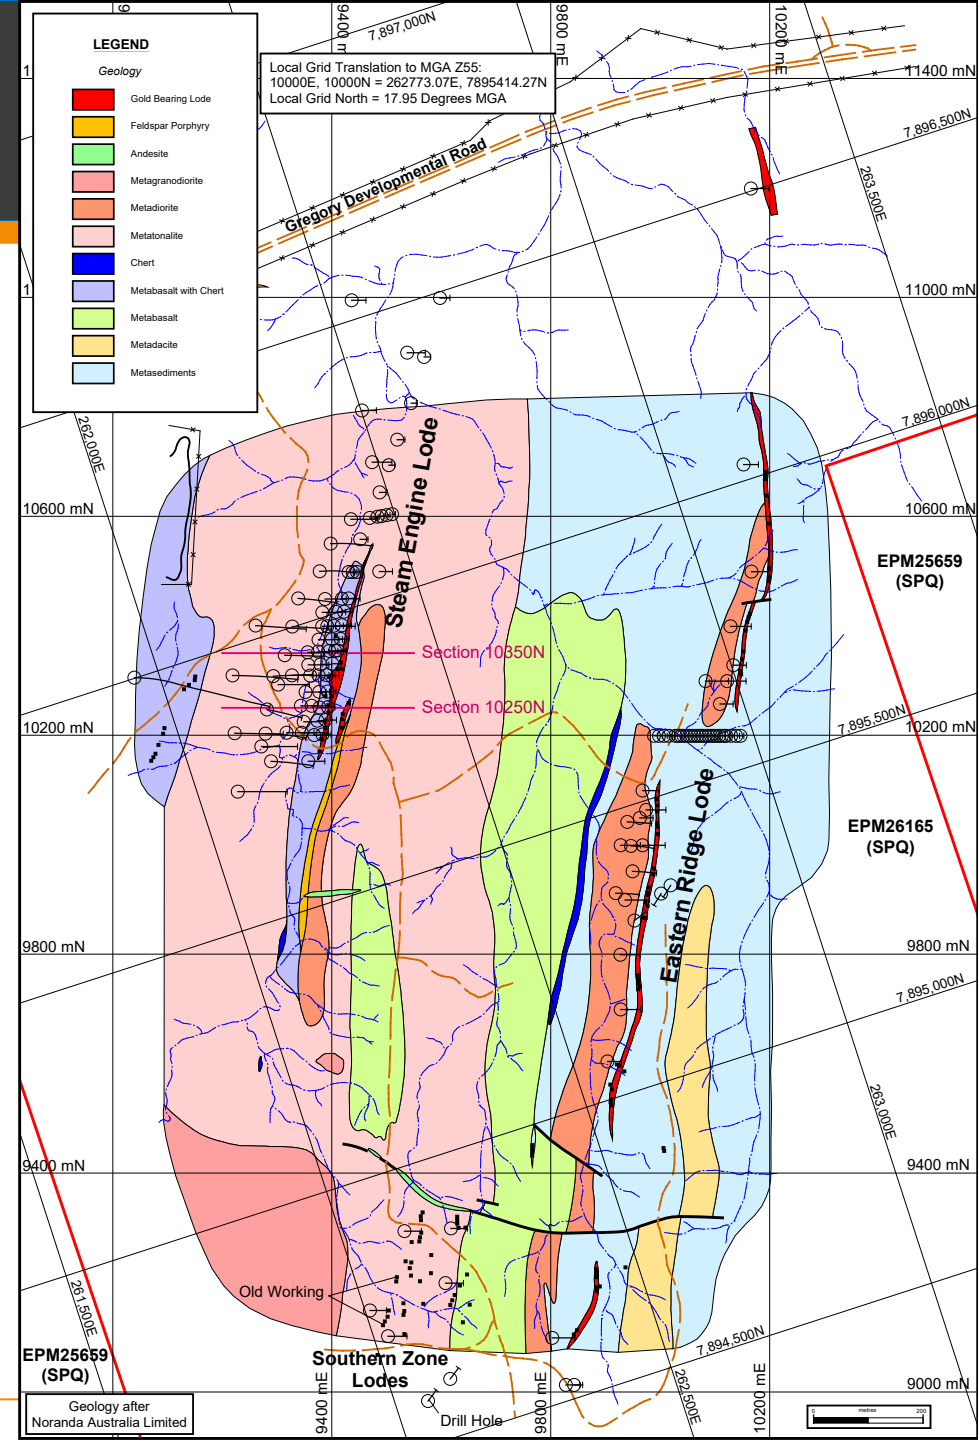 LEGEND
Geology
Gold Bearing Lode
Feldspar Porphyry
Andesite
Metagranodiorite
Metadiorite
Metatonalite
Chert
Metabasalt with Chert
Metabasalt
Metadacite
Metasediments
9400 mE
7,897,000N
9800 mE
10200 mE
Local Grid Translation to MGA Z55:
10000E, 10000N = 262773.07E, 7895414.27N
Local Grid North = 17.95 Degrees MGA
11400 mN
7,896,500N
Gregory Developmental Road
263,500E
11000 mN
7,896,000N
262,000E
Steam Engine Lode
10600 mN
10600 mN
EPM25659
(SPQ)
Section 10350N
Section 10250N
7,895,500N
10200 mN
10200 mN
Eastern Ridge Lode
EPM26165
(SPQ)
9800 mN
9800 mN
7,895,000N
263,000E
9400 mN
9400 mN
Old Working
261,500E
7,894,500N
EPM25659
(SPQ)
Southern Zone
Lodes
262,500E
9400 mE
9800 mE
10200 mE
9000 mN
Geology after
Noranda Australia Limited
Drill Hole
0 metres 200